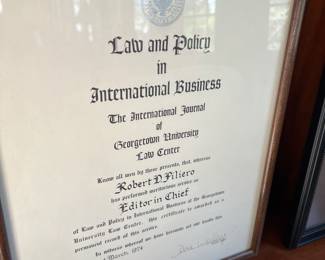 Law and Policy
in
International Business
The International Journal
of
Georgetown University
Law Center
Know all men by these presents, that, whereas
Robert D. Piliero
has performed meritorious service as
Editor in Chief
of Law and Policy in International Business of the Georgetown
University Law Center, this certificate is awarded as a
permanent record of this service.
In witness whereof we have hereunto set our hands this
March, 1974